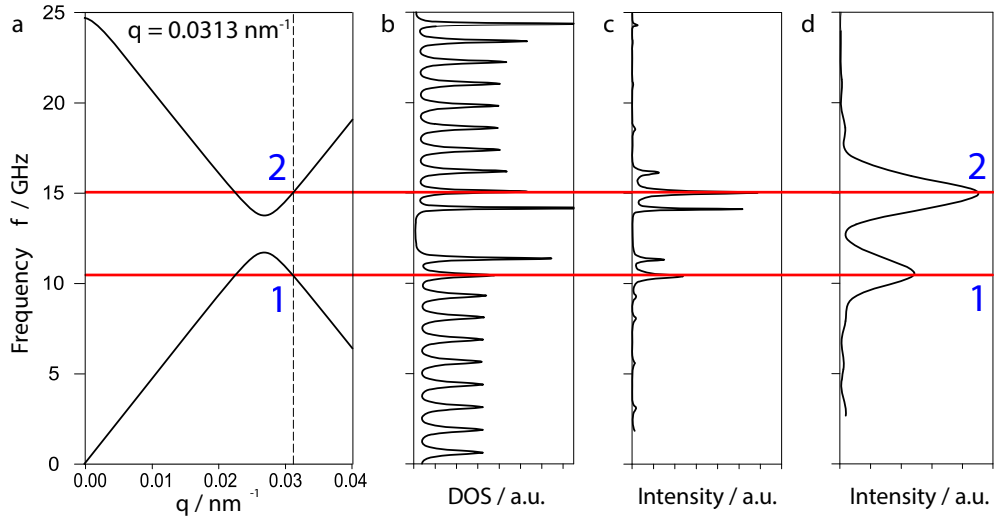 a
q = 0.0313 nm⁻¹
b
c
d
Frequency f / GHz
25
20
15
10
5
0
2
1
2
1
0.00 0.01 0.02 0.03 0.04
q / nm⁻¹
DOS / a.u.
Intensity / a.u.
Intensity / a.u.